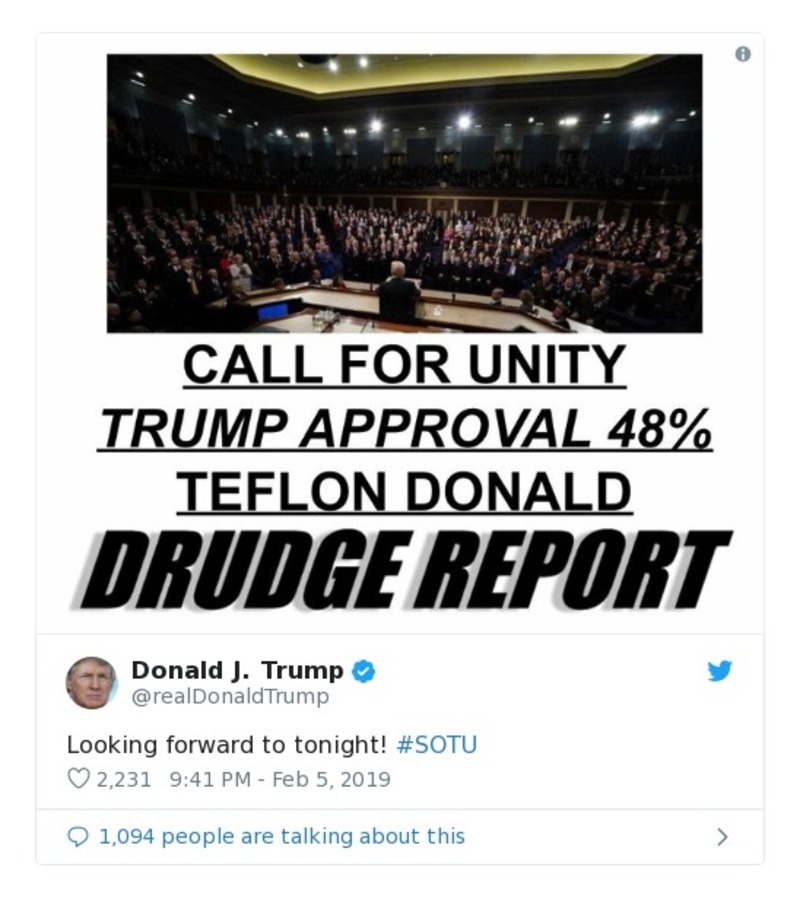 CALL FOR UNITY
TRUMP APPROVAL 48%
TEFLON DONALD
DRUDGE REPORT
Donald J. Trump
@realDonaldTrump
Looking forward to tonight! #SOTU
2,231 9:41 PM - Feb 5, 2019
1,094 people are talking about this